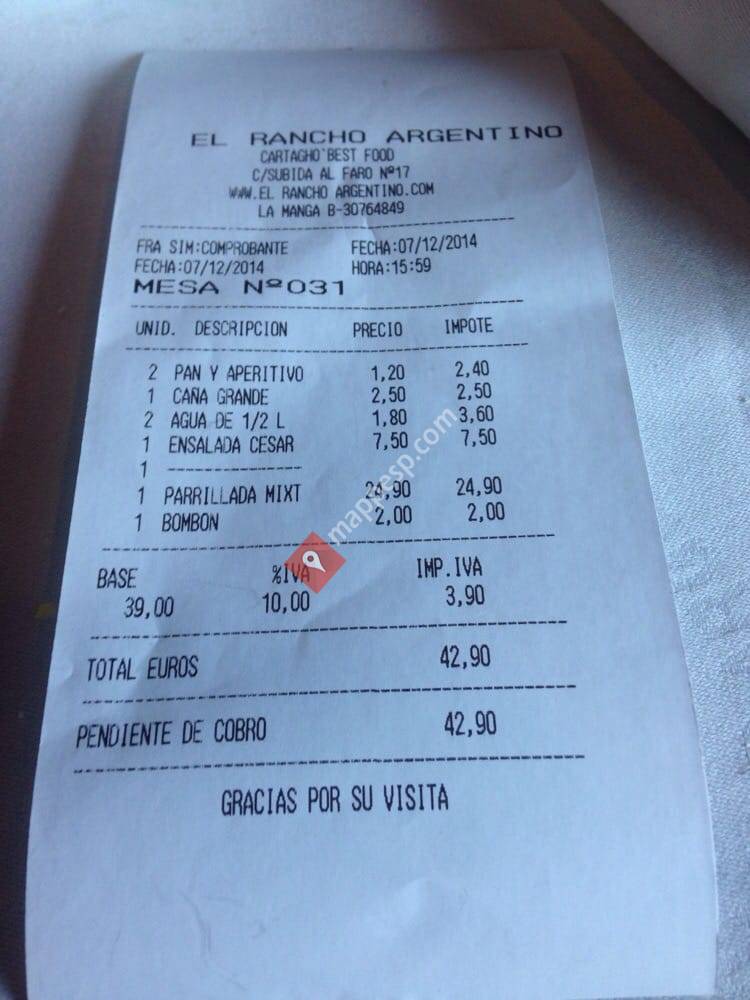 EL RANCHO ARGENTINO
CARTAGHO'BEST FOOD
C/SUBIDA AL FARO Nº17
WWW.EL RANCHO ARGENTINO.COM
LA MANGA B-30764849
FRA SIM:COMPROBANTE FECHA:07/12/2014
FECHA:07/12/2014 HORA:15:59
MESA Nº031
UNID. DESCRIPCION PRECIO IMPOTE
2 PAN Y APERITIVO 1,20 2,40
1 CAÑA GRANDE 2,50 2,50
2 AGUA DE 1/2 L 1,80 3,60
1 ENSALADA CESAR 7,50 7,50
1 ---------------
1 PARRILLADA MIXT 24,90 24,90
1 BOMBON 2,00 2,00
BASE %IVA IMP.IVA
39,00 10,00 3,90
TOTAL EUROS 42,90
PENDIENTE DE COBRO 42,90
GRACIAS POR SU VISITA
mappesp.com